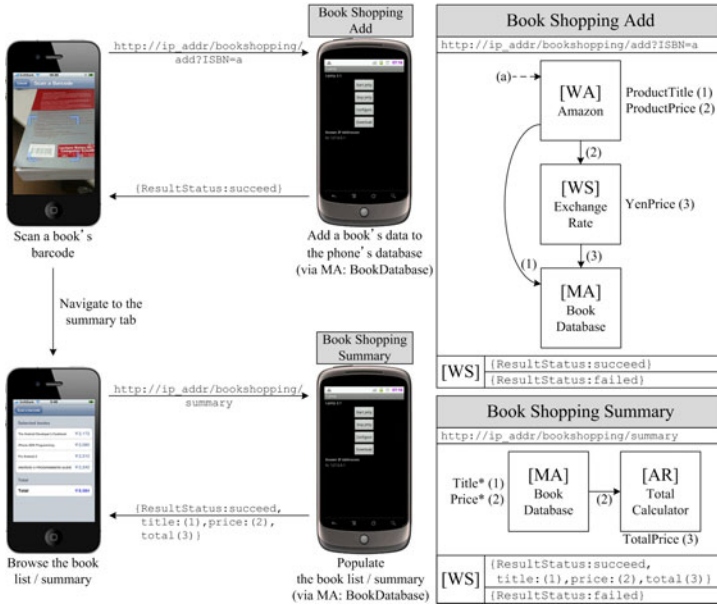 Book Shopping
Add
http://ip_addr/bookshopping/
add?ISBN=a
Scan a Barcode
{ResultStatus:succeed}
Scan a book's
barcode
Add a book's data to
the phone's database
(via MA: BookDatabase)
Navigate to the
summary tab
Book Shopping
Summary
http://ip_addr/bookshopping/
summary
Selected books
Total
Total
{ResultStatus:succeed,
title:(1),price:(2),
total(3)}
Browse the book
list / summary
Populate
the book list / summary
(via MA: BookDatabase)
Book Shopping Add
http://ip_addr/bookshopping/add?ISBN=a
(a)
[WA]
Amazon
ProductTitle (1)
ProductPrice (2)
(2)
[WS]
Exchange
Rate
YenPrice (3)
(1)
(3)
[MA]
Book
Database
[WS]
{ResultStatus:succeed}
{ResultStatus:failed}
Book Shopping Summary
http://ip_addr/bookshopping/summary
Title* (1)
Price* (2)
[MA]
Book
Database
(2)
[AR]
Total
Calculator
TotalPrice (3)
[WS]
{ResultStatus:succeed,
title:(1),price:(2),total(3)}
{ResultStatus:failed}